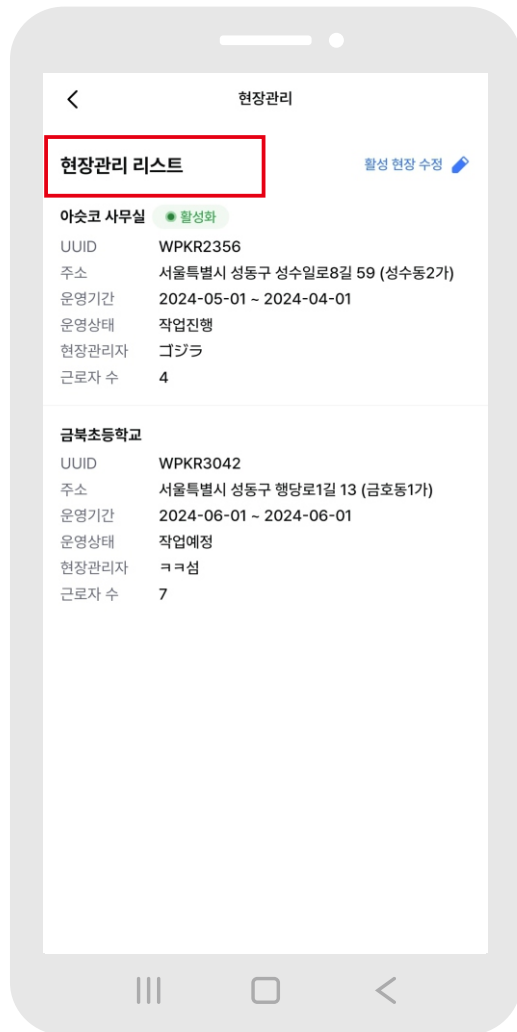 현장관리
현장관리 리스트 활성 현장 수정
아슷코 사무실 활성화
UUID WPKR2356
주소 서울특별시 성동구 성수일로8길 59 (성수동2가)
운영기간 2024-05-01 ~ 2024-04-01
운영상태 작업진행
현장관리자 ゴジラ
근로자 수 4
금북초등학교
UUID WPKR3042
주소 서울특별시 성동구 행당로1길 13 (금호동1가)
운영기간 2024-06-01 ~ 2024-06-01
운영상태 작업예정
현장관리자 ㅋㅋ섬
근로자 수 7